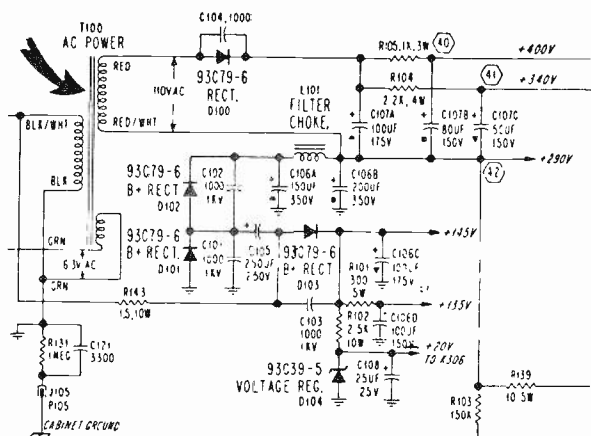 C104,1000
T100
AC POWER
RED
110VAC
93C79-6
RECT.
D100
R105,1K,3W
40
+400V
R104
2.2K, 4W
41
+340V
L101
FILTER
CHOKE,
C107A
100UF
175V
C107B
80UF
150V
C107C
50UF
150V
BLK/WHT
RED/WHT
+290V
42
93C79-6
B+ RECT
D102
C102
1000
1KV
C106A
150UF
350V
C106B
200UF
350V
BLK
93C79-6
B+ RECT.
D101
C101
1000
1KV
C105
250UF
250V
93C79-6
B+ RECT
D103
+145V
C106C
100UF
175V
GRN
6.3V AC
GRN
R143
1.5,10W
R101
300
5W
+135V
C103
1000
1KV
R102
2.5K
10W
C106D
100UF
150V
+20V
TO K306
R131
1MEG
C121
3300
93C39-5
VOLTAGE REG.
D104
C108
25UF
25V
R139
10 5W
R103
150K
J105
P105
CABINET GROUND